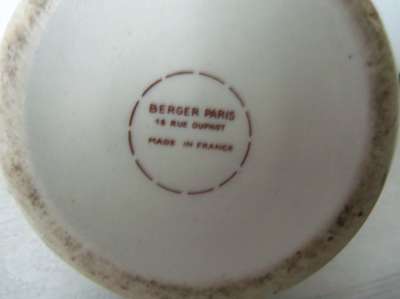 BERGER PARIS
16 RUE DUPHOT
MADE IN FRANCE